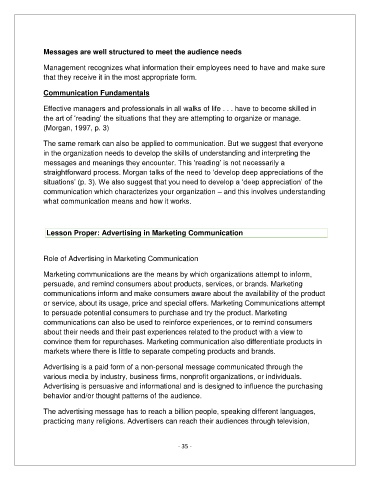 Messages are well structured to meet the audience needs
Management recognizes what information their employees need to have and make sure
that they receive it in the most appropriate form.
Communication Fundamentals
Effective managers and professionals in all walks of life . . . have to become skilled in
the art of 'reading' the situations that they are attempting to organize or manage.
(Morgan, 1997, p. 3)
The same remark can also be applied to communication. But we suggest that everyone
in the organization needs to develop the skills of understanding and interpreting the
messages and meanings they encounter. This 'reading' is not necessarily a
straightforward process. Morgan talks of the need to 'develop deep appreciations of the
situations' (p. 3). We also suggest that you need to develop a 'deep appreciation' of the
communication which characterizes your organization – and this involves understanding
what communication means and how it works.
Lesson Proper: Advertising in Marketing Communication
Role of Advertising in Marketing Communication
Marketing communications are the means by which organizations attempt to inform,
persuade, and remind consumers about products, services, or brands. Marketing
communications inform and make consumers aware about the availability of the product
or service, about its usage, price and special offers. Marketing Communications attempt
to persuade potential consumers to purchase and try the product. Marketing
communications can also be used to reinforce experiences, or to remind consumers
about their needs and their past experiences related to the product with a view to
convince them for repurchases. Marketing communication also differentiate products in
markets where there is little to separate competing products and brands.
Advertising is a paid form of a non-personal message communicated through the
various media by industry, business firms, nonprofit organizations, or individuals.
Advertising is persuasive and informational and is designed to influence the purchasing
behavior and/or thought patterns of the audience.
The advertising message has to reach a billion people, speaking different languages,
practicing many religions. Advertisers can reach their audiences through television,
- 35 -